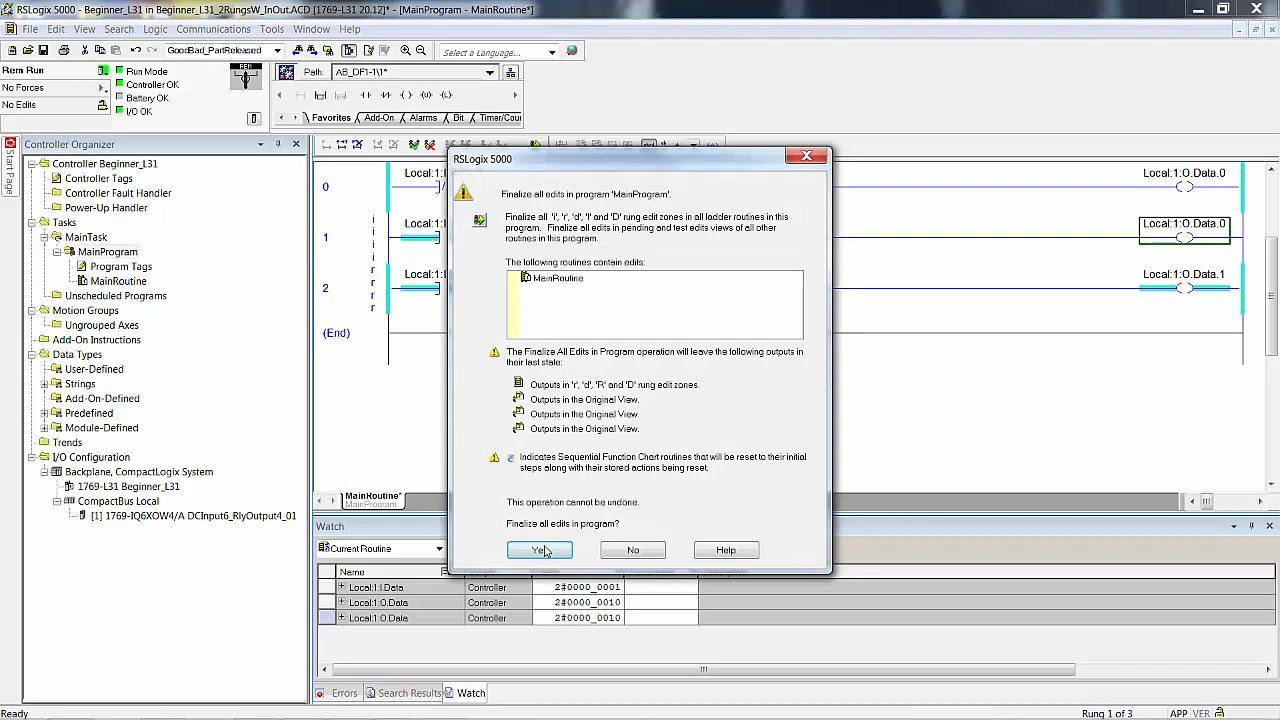 RSLogix 5000 - Beginner_L31 in Beginner_L31_2RungsW_InOut.ACD [1769-L31 20.12]* - [MainProgram - MainRoutine*]
File Edit View Search Logic Communications Tools Window Help
GoodBad_PartReleased
Select a Language...
Rem Run
No Forces
No Edits
Run Mode
Controller OK
Battery OK
I/O OK
REM
Path: AB_DF1-1\1*
Favorites Add-On Alarms Bit Timer/Cou
Start Page
Controller Organizer
Controller Beginner_L31
Controller Tags
Controller Fault Handler
Power-Up Handler
Tasks
MainTask
MainProgram
Program Tags
MainRoutine
Unscheduled Programs
Motion Groups
Ungrouped Axes
Add-On Instructions
Data Types
User-Defined
Strings
Add-On-Defined
Predefined
Module-Defined
Trends
I/O Configuration
Backplane, CompactLogix System
1769-L31 Beginner_L31
CompactBus Local
[1] 1769-IQ6XOW4/A DCInput6_RlyOutput4_01
Local:1:I
0
Local:1:O.Data.0
Local:1:I
1
Local:1:O.Data.0
i
i
i
i
Local:1:I
2
Local:1:O.Data.1
r
r
r
(End)
MainRoutine*
MainProgram
RSLogix 5000
Finalize all edits in program 'MainProgram'.
Finalize all 'i', 'r', 'd', 'I' and 'D' rung edit zones in all ladder routines in this
program. Finalize all edits in pending and test edits views of all other
routines in this program.
The following routines contain edits:
MainRoutine
The Finalize All Edits in Program operation will leave the following outputs in
their last state:
Outputs in 'r', 'd', 'R' and 'D' rung edit zones.
Outputs in the Original View.
Outputs in the Original View.
Outputs in the Original View.
Indicates Sequential Function Chart routines that will be reset to their initial
steps along with their stored actions being reset.
This operation cannot be undone.
Finalize all edits in program?
Yes No Help
Watch
Current Routine
Name
Local:1:I.Data Controller 2#0000_0001
Local:1:O.Data Controller 2#0000_0010
Local:1:O.Data Controller 2#0000_0010
Errors Search Results Watch
Ready
Rung 1 of 3 APP VER